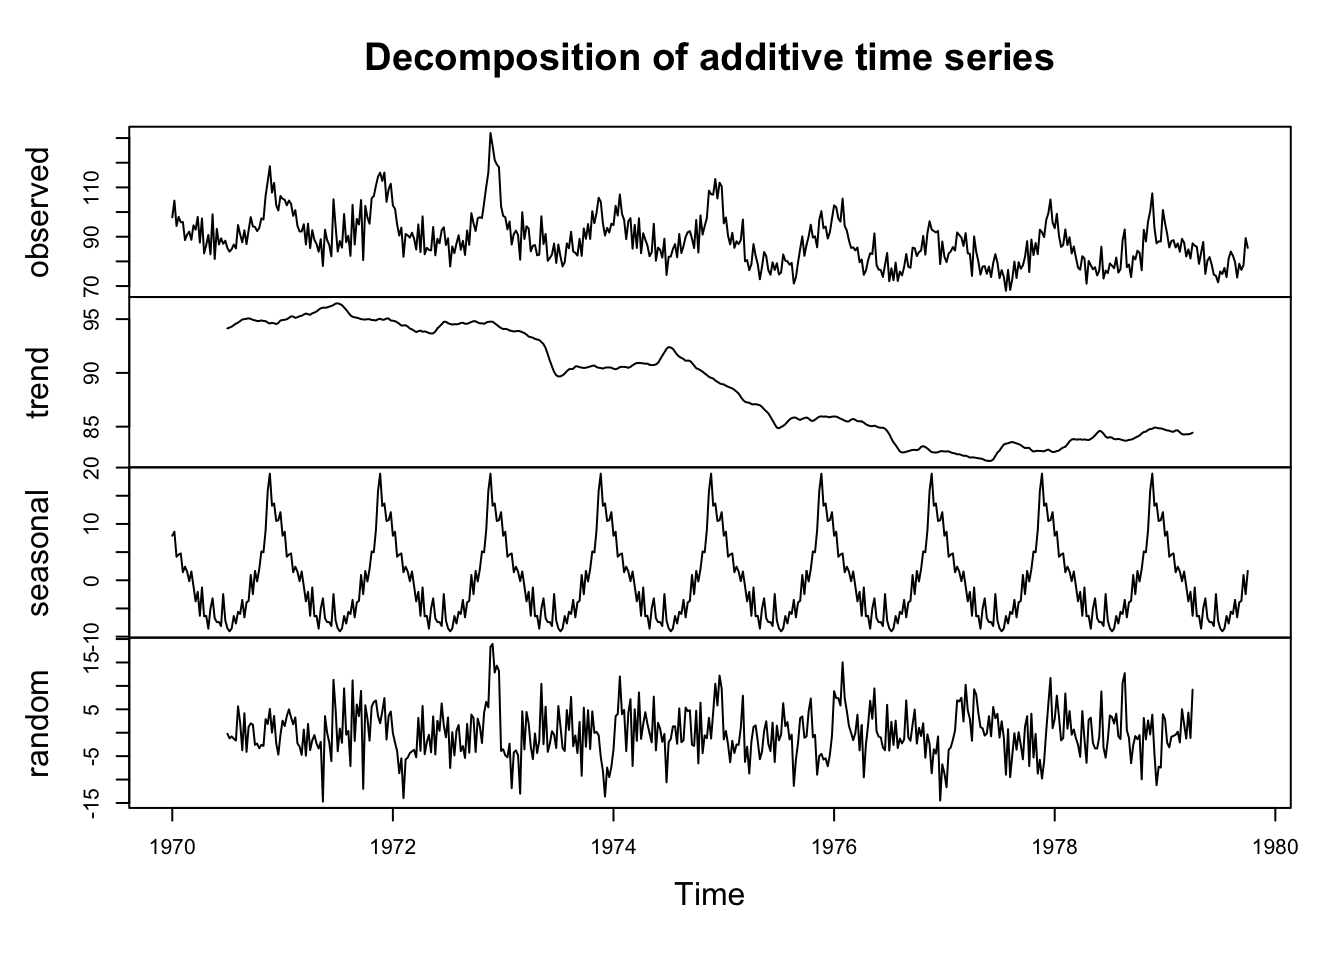 Decomposition of additive time series
observed
70 90 110
trend
85 90 95
20
seasonal
-10 0 10 20
random
-15 -5 5 15
1970 1972 1974 1976 1978 1980
Time